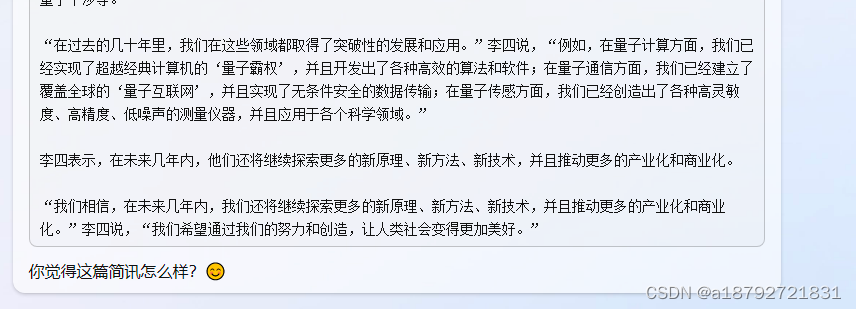 量子干涉等。
“在过去的几十年里，我们在这些领域都取得了突破性的发展和应用。”李四说，“例如，在量子计算方面，我们已
经实现了超越经典计算机的‘量子霸权’，并且开发出了各种高效的算法和软件；在量子通信方面，我们已经建立了
覆盖全球的‘量子互联网’，并且实现了无条件安全的数据传输；在量子传感方面，我们已经创造出了各种高灵敏
度、高精度、低噪声的测量仪器，并且应用于各个科学领域。”
李四表示，在未来几年内，他们还将继续探索更多的新原理、新方法、新技术，并且推动更多的产业化和商业化。
“我们相信，在未来几年内，我们还将继续探索更多的新原理、新方法、新技术，并且推动更多的产业化和商业
化。”李四说，“我们希望通过我们的努力和创造，让人类社会变得更加美好。”
你觉得这篇简讯怎么样？😊
CSDN @a18792721831